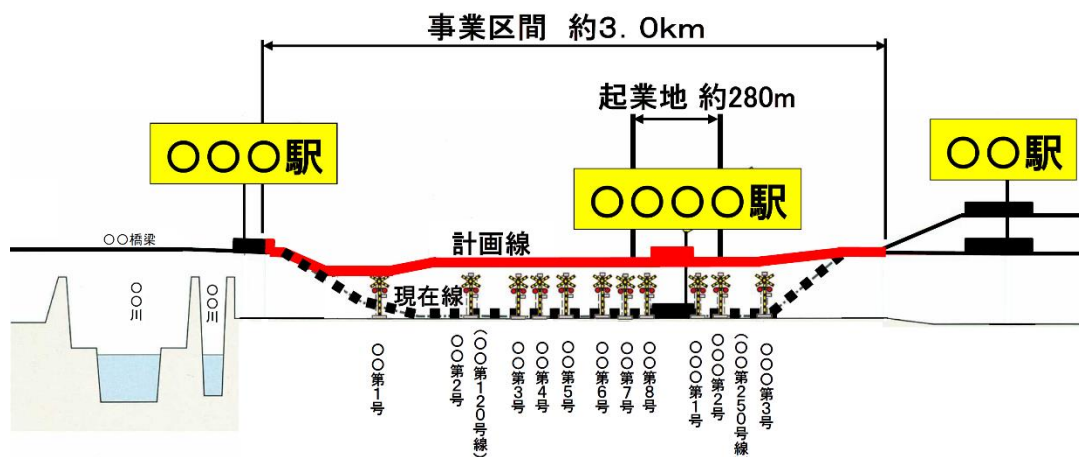 事業区間 約3.0km
起業地 約280m
○○○駅
○○駅
○○○○駅
○○橋梁
計画線
現在線
○○川
○○川
○○第1号
○○第2号
(○○第120号線)
○○第3号
○○第4号
○○第5号
○○第6号
○○第7号
○○第8号
○○○第1号
○○○第2号
(○○第250号線
○○○第3号